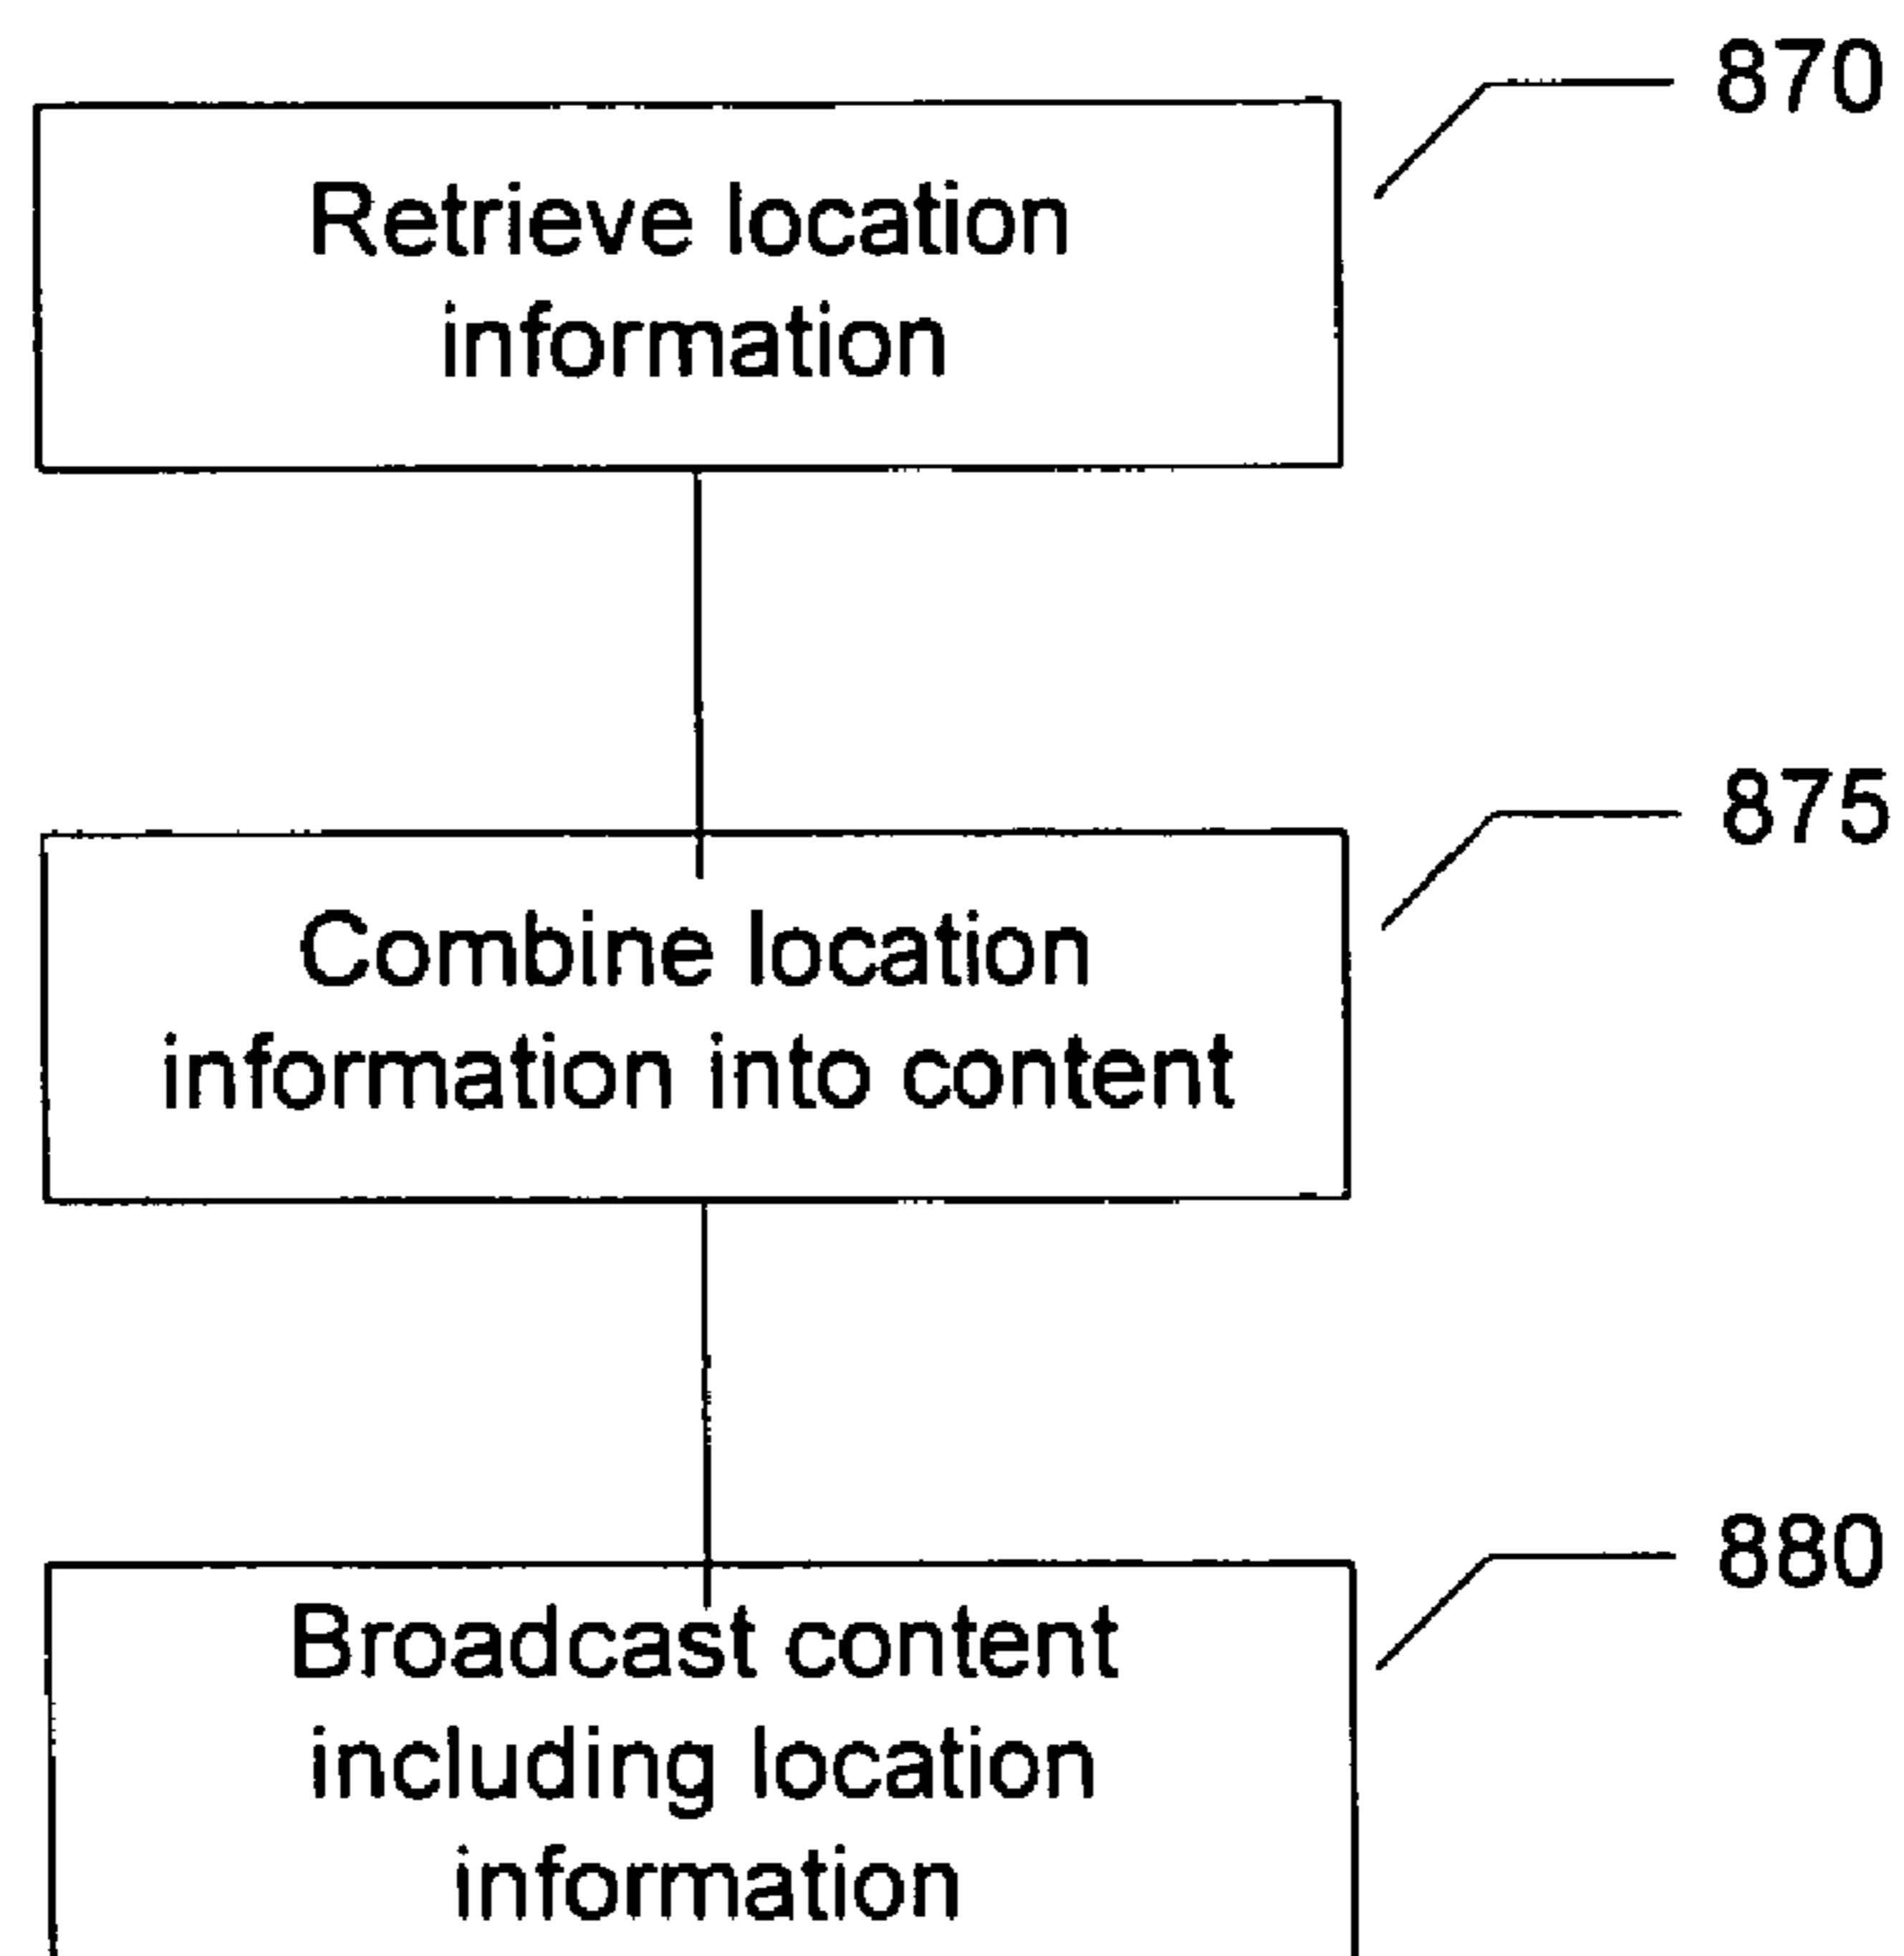 870
Retrieve location
information
875
Combine location
information into content
880
Broadcast content
including location
information